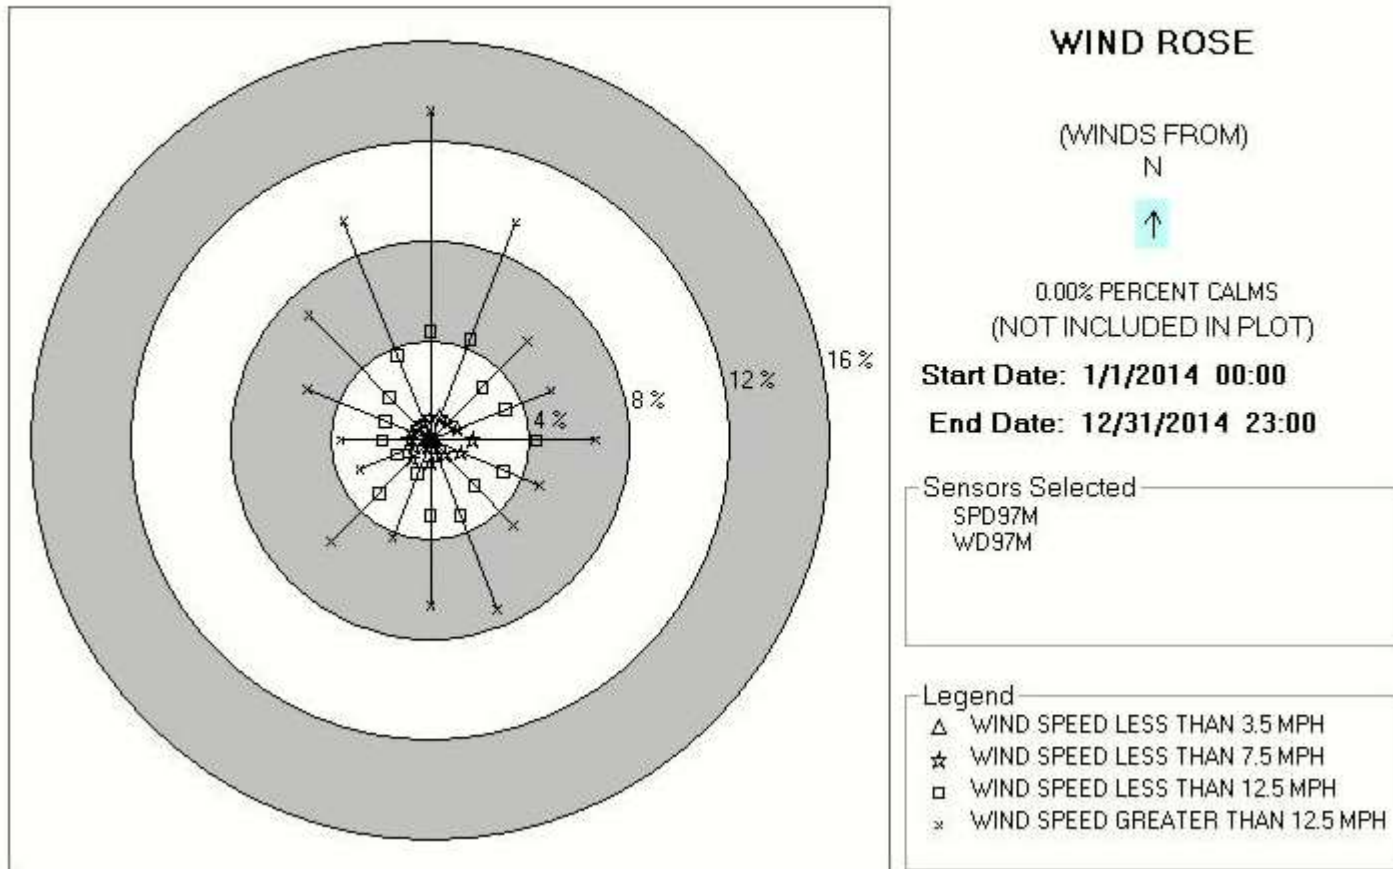 WIND ROSE
(WINDS FROM)
N
0.00% PERCENT CALMS
(NOT INCLUDED IN PLOT)
Start Date: 1/1/2014 00:00
End Date: 12/31/2014 23:00
Sensors Selected
SPD97M
WD97M
Legend
WIND SPEED LESS THAN 3.5 MPH
WIND SPEED LESS THAN 7.5 MPH
WIND SPEED LESS THAN 12.5 MPH
WIND SPEED GREATER THAN 12.5 MPH
4 %
8 %
12 %
16 %